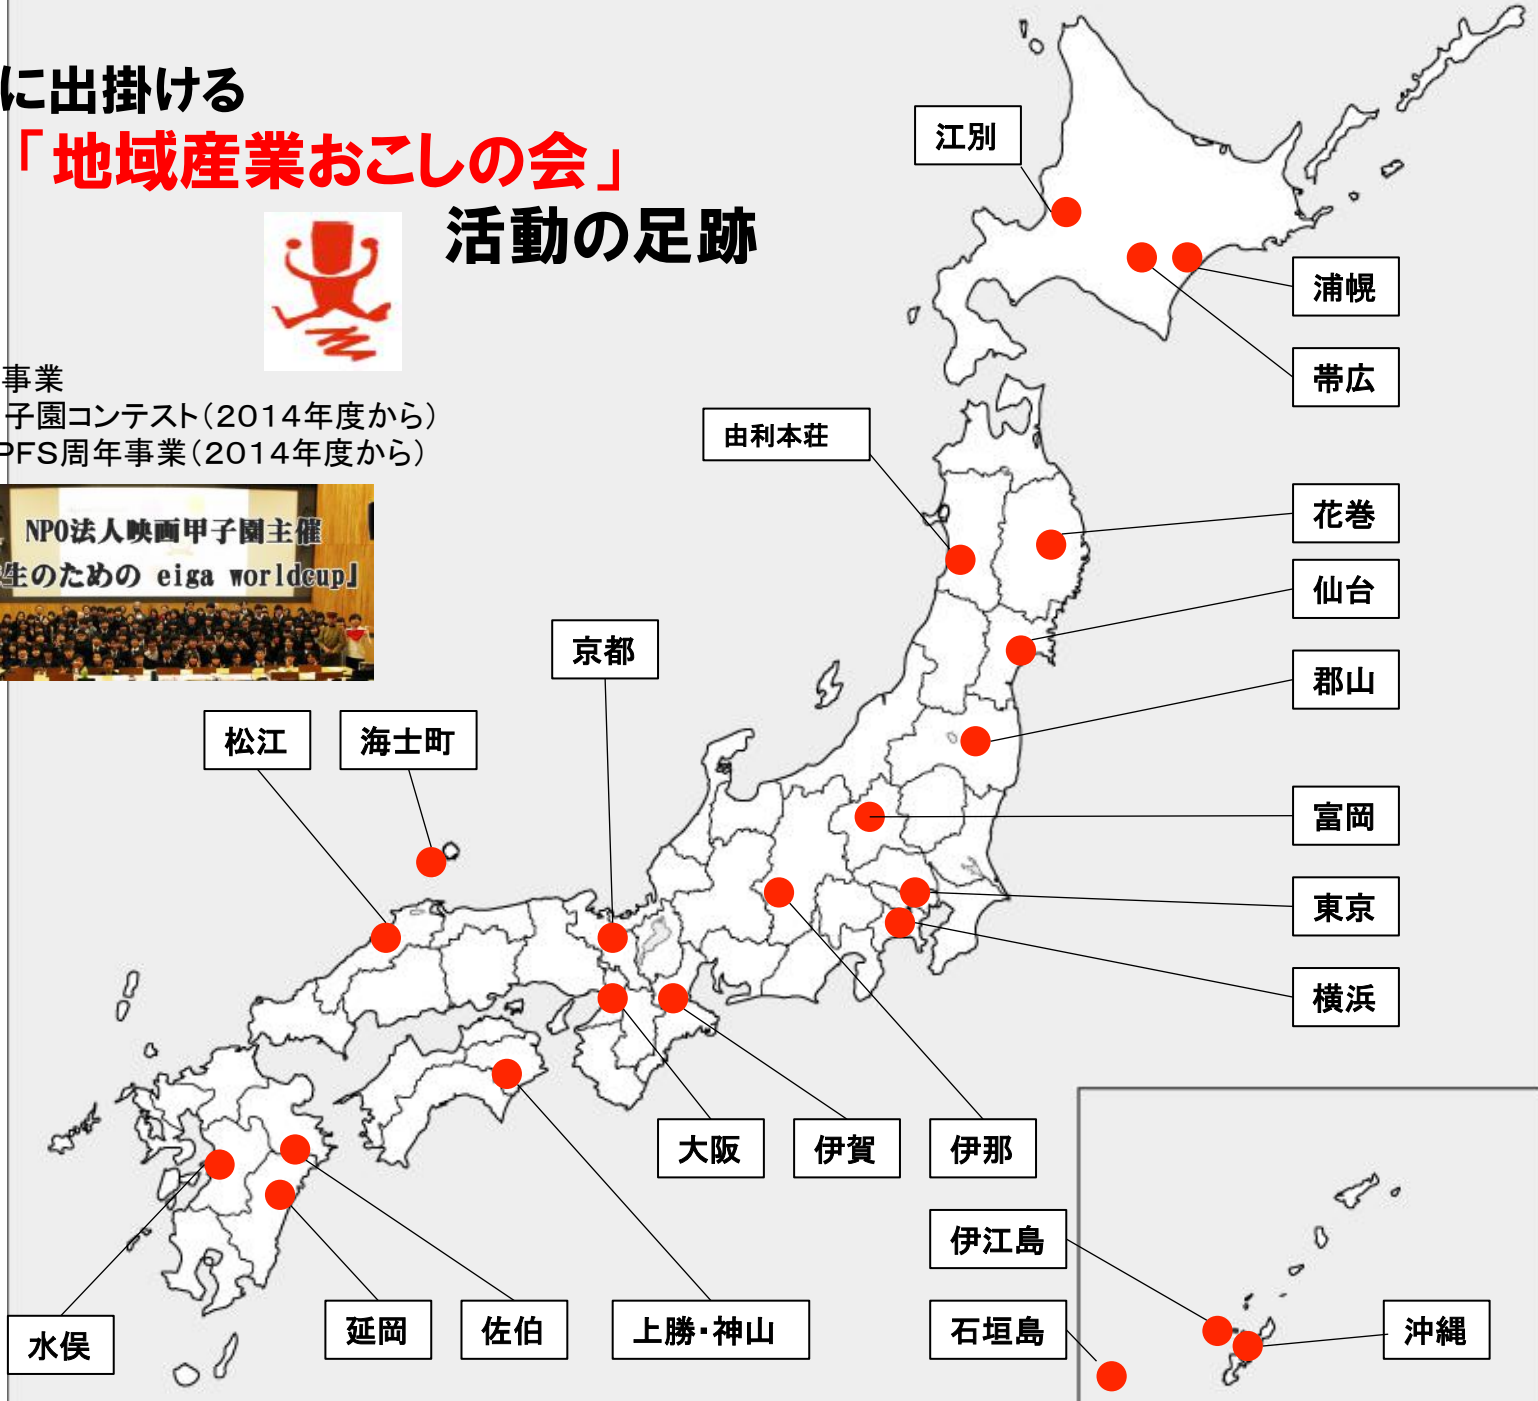 に出掛ける
「地域産業おこしの会」
活動の足跡
事業
子園コンテスト（2014年度から）
PFS周年事業（2014年度から）
NPO法人映画甲子園主催
生のための eiga worldcup』
江別
浦幌
帯広
由利本荘
花巻
仙台
京都
郡山
松江
海士町
富岡
東京
横浜
大阪
伊賀
伊那
伊江島
水俣
延岡
佐伯
上勝・神山
石垣島
沖縄